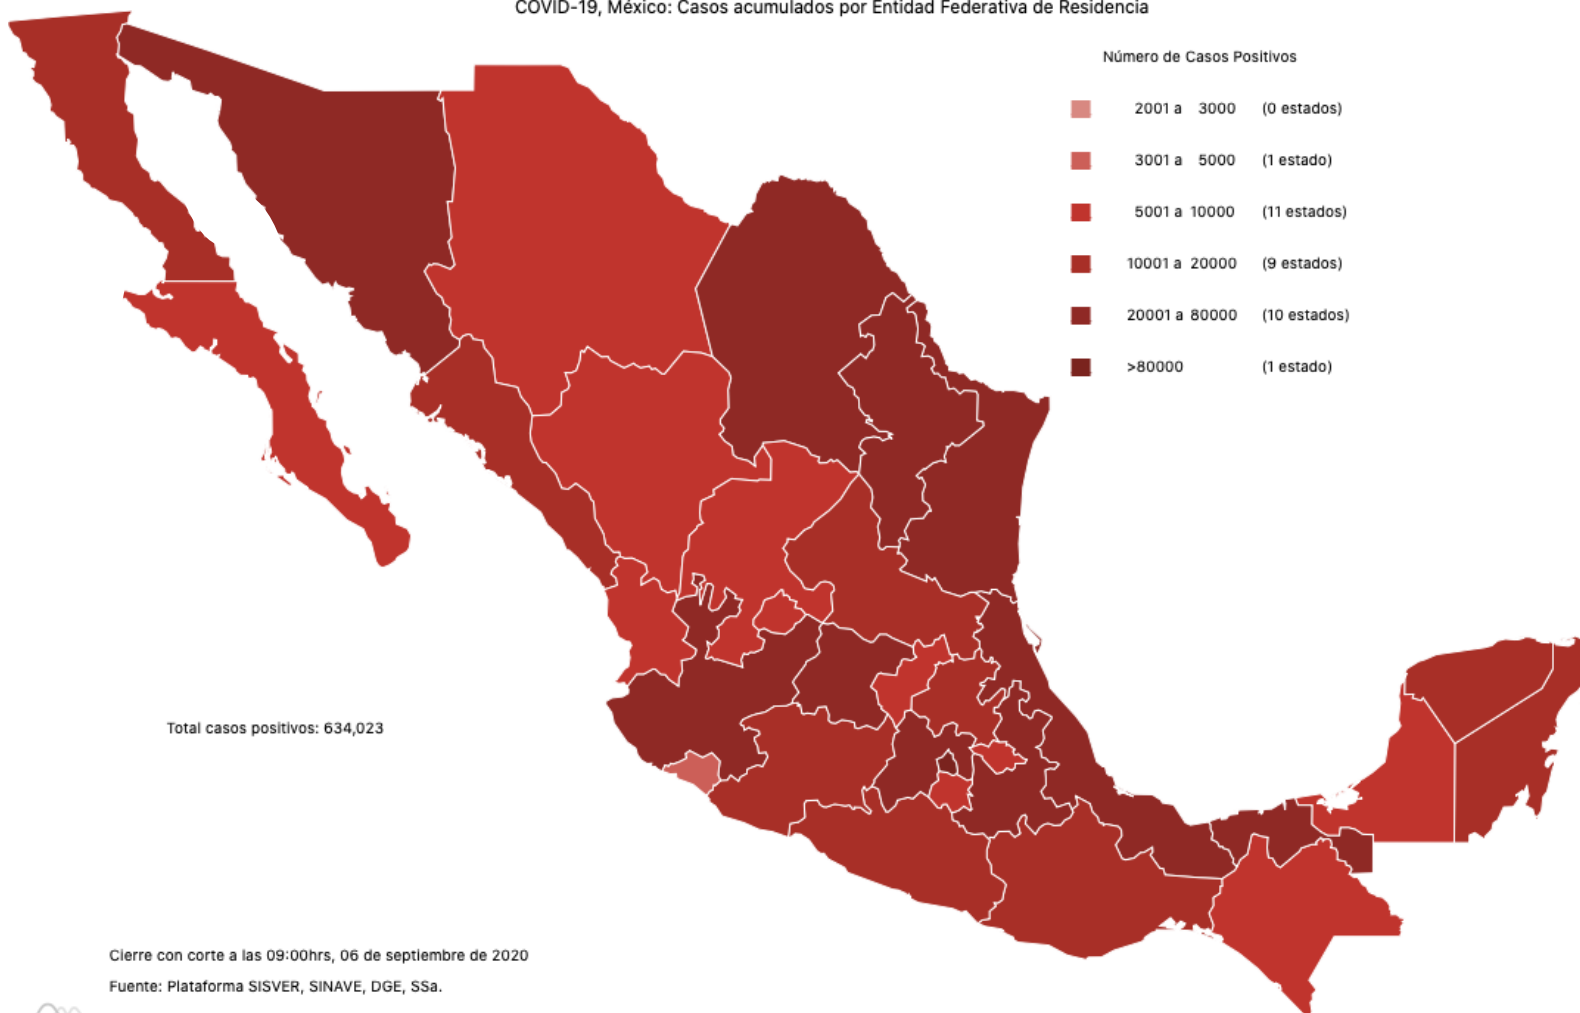 COVID-19, México: Casos acumulados por Entidad Federativa de Residencia
Número de Casos Positivos
2001 a 3000 (0 estados)
3001 a 5000 (1 estado)
5001 a 10000 (11 estados)
10001 a 20000 (9 estados)
20001 a 80000 (10 estados)
>80000 (1 estado)
Total casos positivos: 634,023
Cierre con corte a las 09:00hrs, 06 de septiembre de 2020
Fuente: Plataforma SISVER, SINAVE, DGE, SSa.